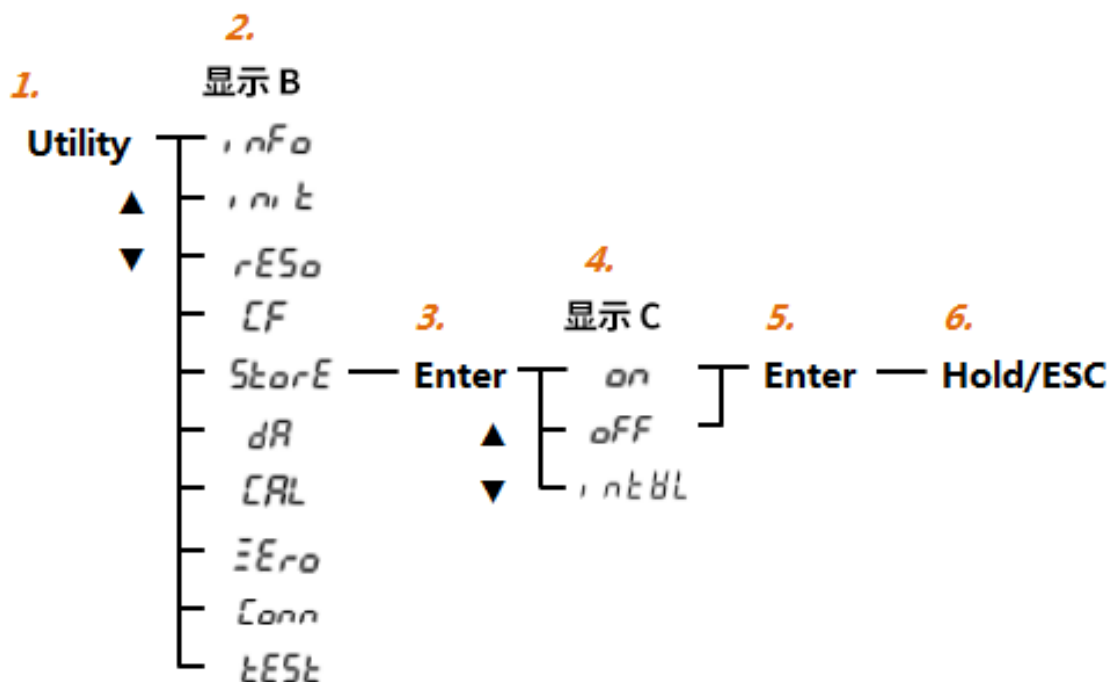 2.
显示 B
1.
Utility
inFo
▲
init
▼
rESo
4.
CF
3.
显示 C
5.
6.
StorE
Enter
on
Enter
Hold/ESC
dA
▲
oFF
CAL
▼
intVL
ZEro
Conn
tESt